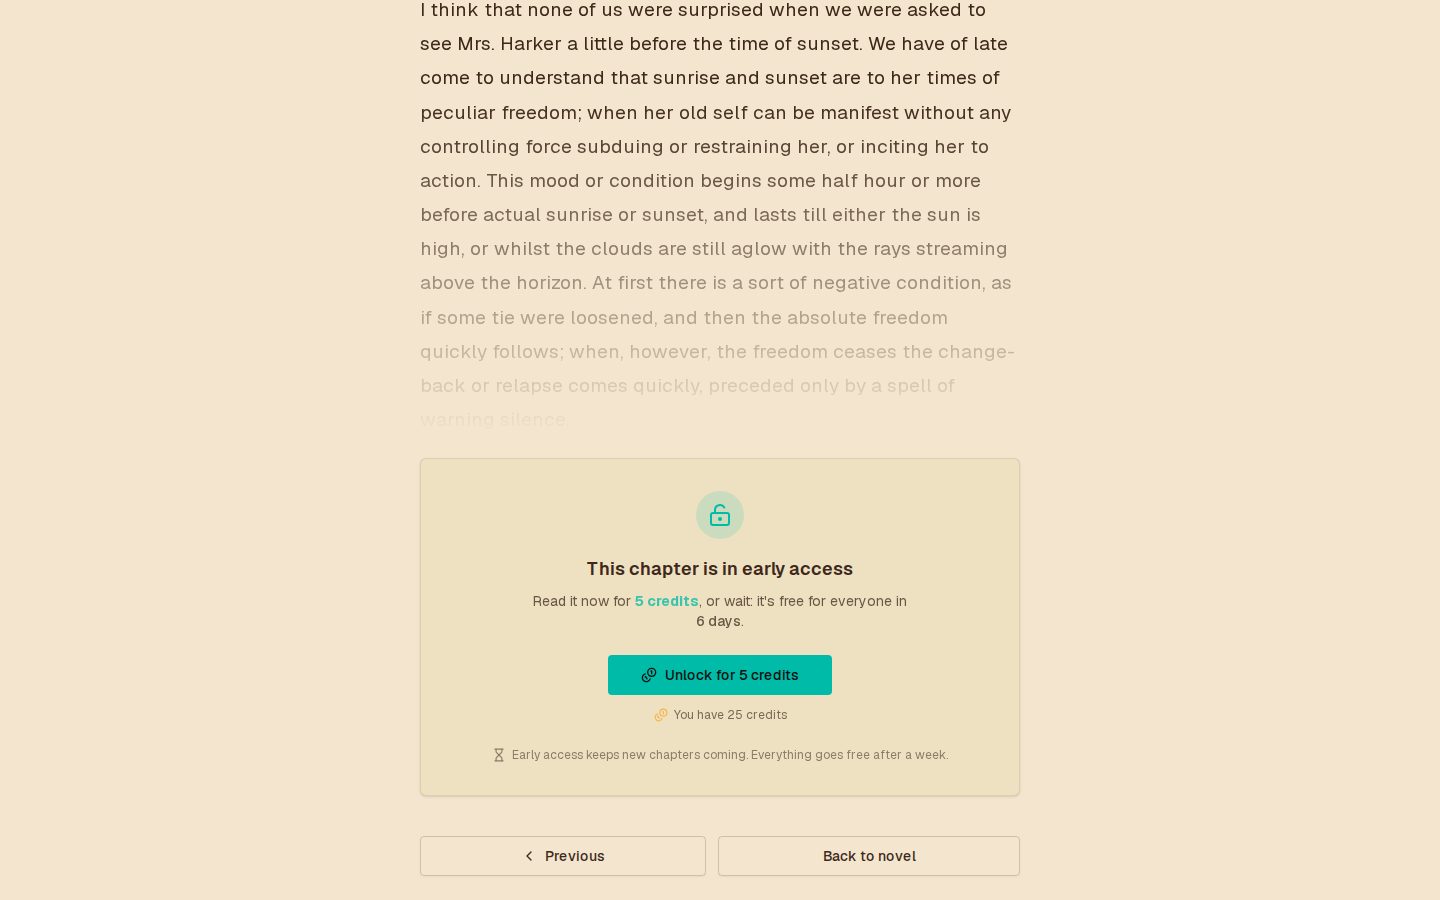 I think that none of us were surprised when we were asked to
see Mrs. Harker a little before the time of sunset. We have of late
come to understand that sunrise and sunset are to her times of
peculiar freedom; when her old self can be manifest without any
controlling force subduing or restraining her, or inciting her to
action. This mood or condition begins some half hour or more
before actual sunrise or sunset, and lasts till either the sun is
high, or whilst the clouds are still aglow with the rays streaming
above the horizon. At first there is a sort of negative condition, as
if some tie were loosened, and then the absolute freedom
quickly follows; when, however, the freedom ceases the change-
back or relapse comes quickly, preceded only by a spell of
warning silence.
This chapter is in early access
Read it now for 5 credits, or wait: it's free for everyone in
6 days.
Unlock for 5 credits
You have 25 credits
Early access keeps new chapters coming. Everything goes free after a week.
Previous
Back to novel